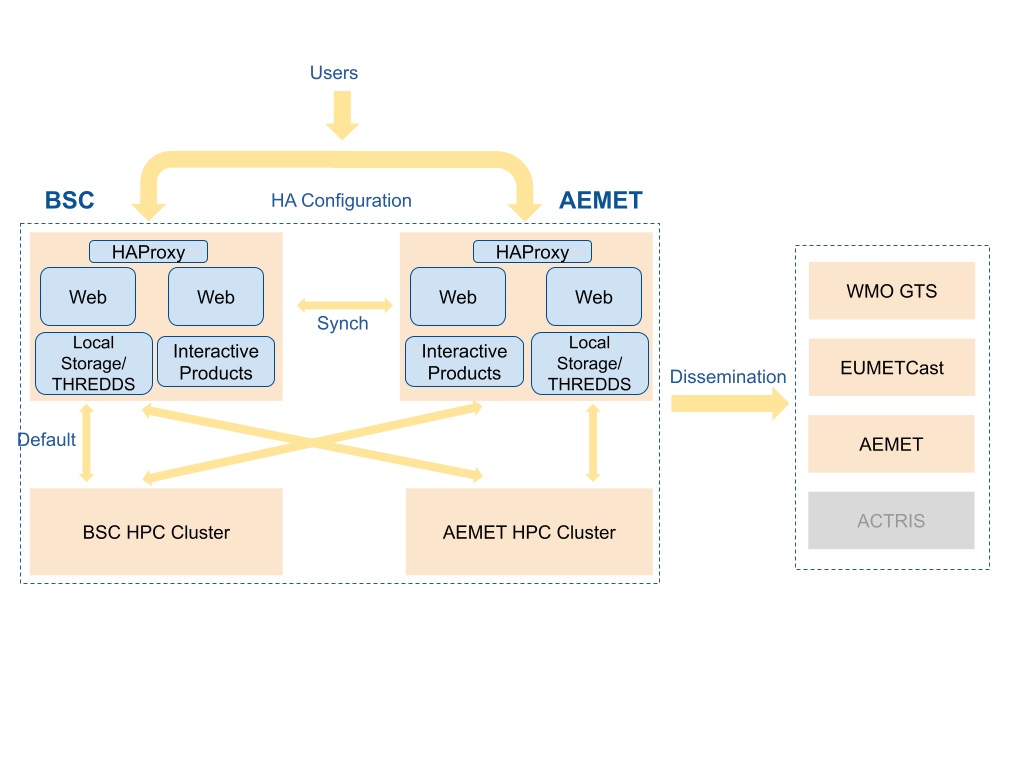 Users
BSC
HA Configuration
AEMET
HAProxy
Web
Web
Local
Storage/
THREDDS
Interactive
Products
Synch
HAProxy
Web
Web
Interactive
Products
Local
Storage/
THREDDS
Default
BSC HPC Cluster
AEMET HPC Cluster
Dissemination
WMO GTS
EUMETCast
AEMET
ACTRIS